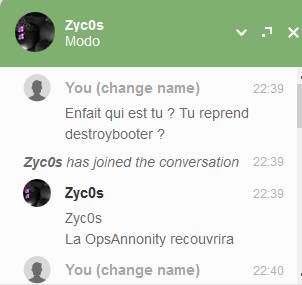 Zyc0s
Modo
You (change name) 22:39
Enfait qui est tu ? Tu reprend
destroybooter ?
Zyc0s has joined the conversation 22:39
Zyc0s 22:39
Zyc0s
La OpsAnnonity recouvrira
You (change name) 22:40